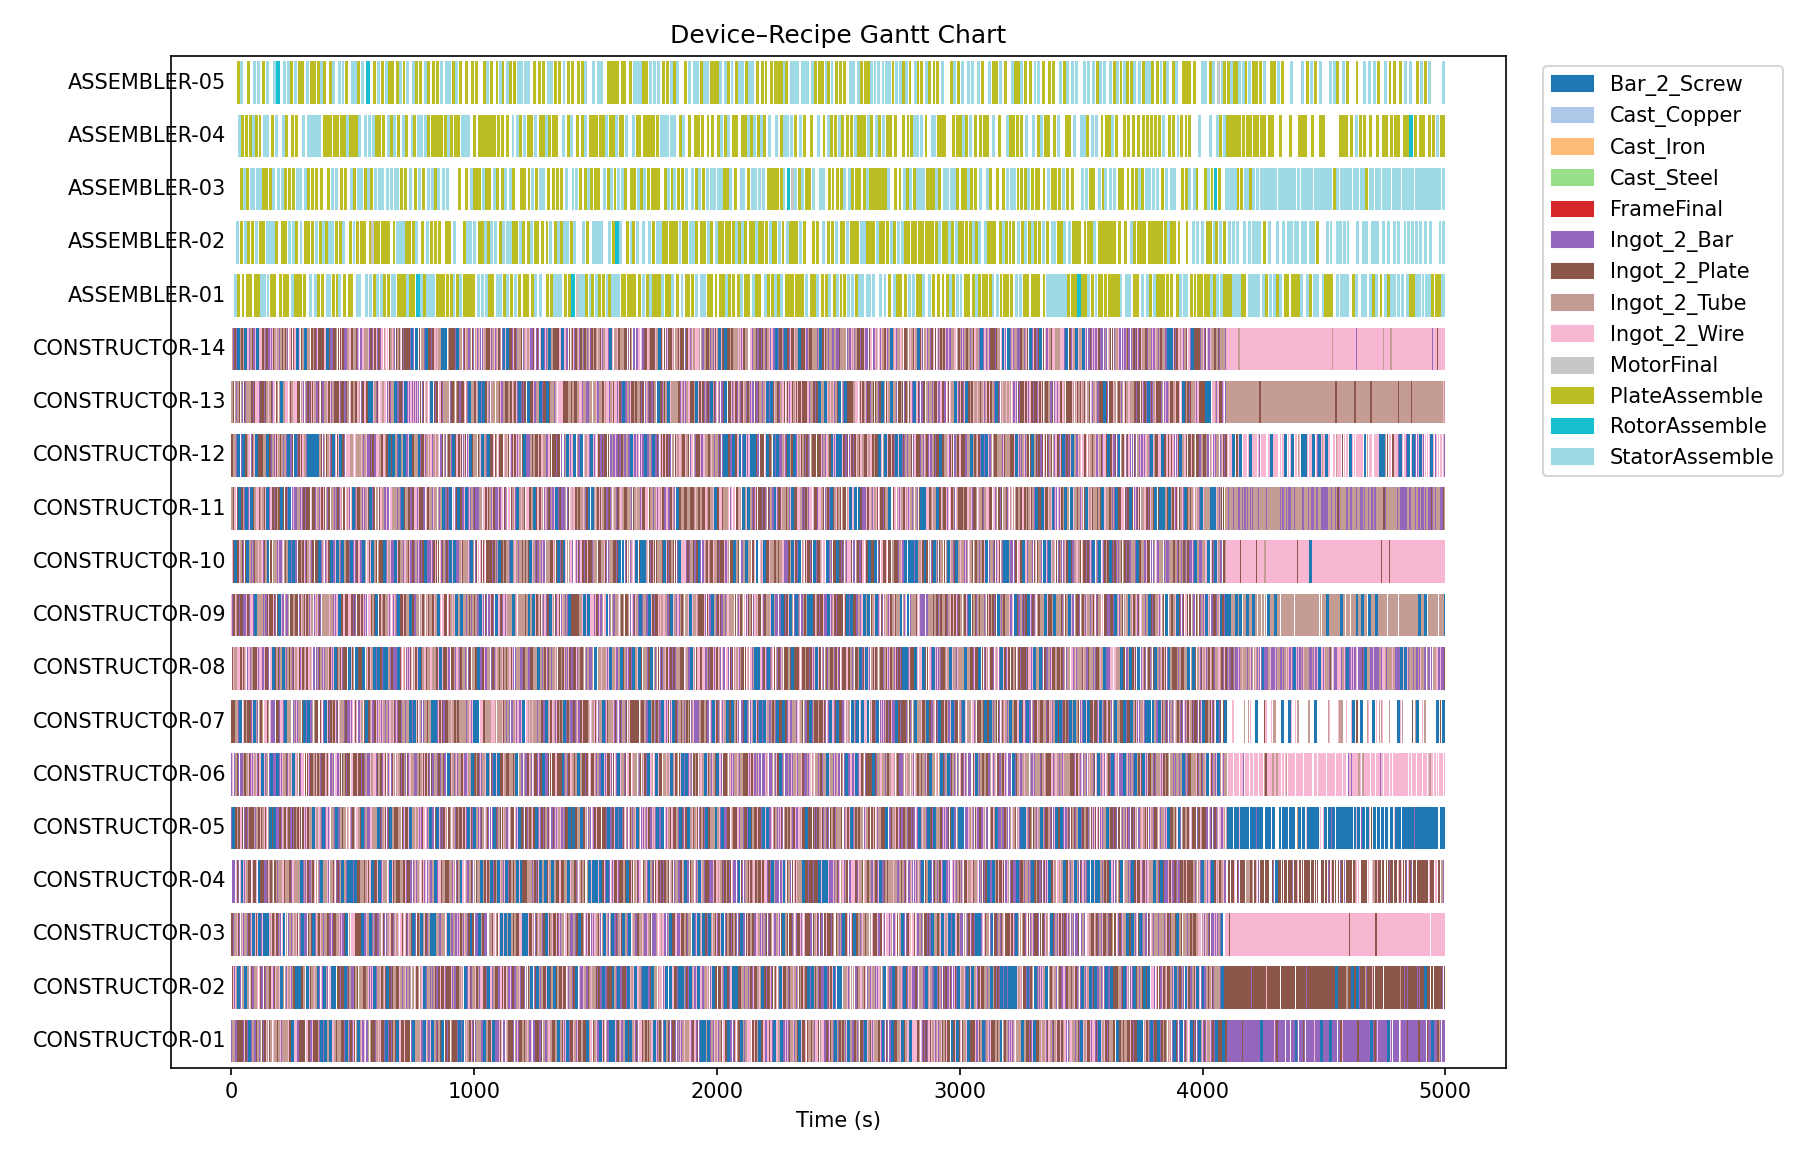 Device–Recipe Gantt Chart
ASSEMBLER-05
ASSEMBLER-04
ASSEMBLER-03
ASSEMBLER-02
ASSEMBLER-01
CONSTRUCTOR-14
CONSTRUCTOR-13
CONSTRUCTOR-12
CONSTRUCTOR-11
CONSTRUCTOR-10
CONSTRUCTOR-09
CONSTRUCTOR-08
CONSTRUCTOR-07
CONSTRUCTOR-06
CONSTRUCTOR-05
CONSTRUCTOR-04
CONSTRUCTOR-03
CONSTRUCTOR-02
CONSTRUCTOR-01
0 1000 2000 3000 4000 5000
Time (s)
Bar_2_Screw
Cast_Copper
Cast_Iron
Cast_Steel
FrameFinal
Ingot_2_Bar
Ingot_2_Plate
Ingot_2_Tube
Ingot_2_Wire
MotorFinal
PlateAssemble
RotorAssemble
StatorAssemble